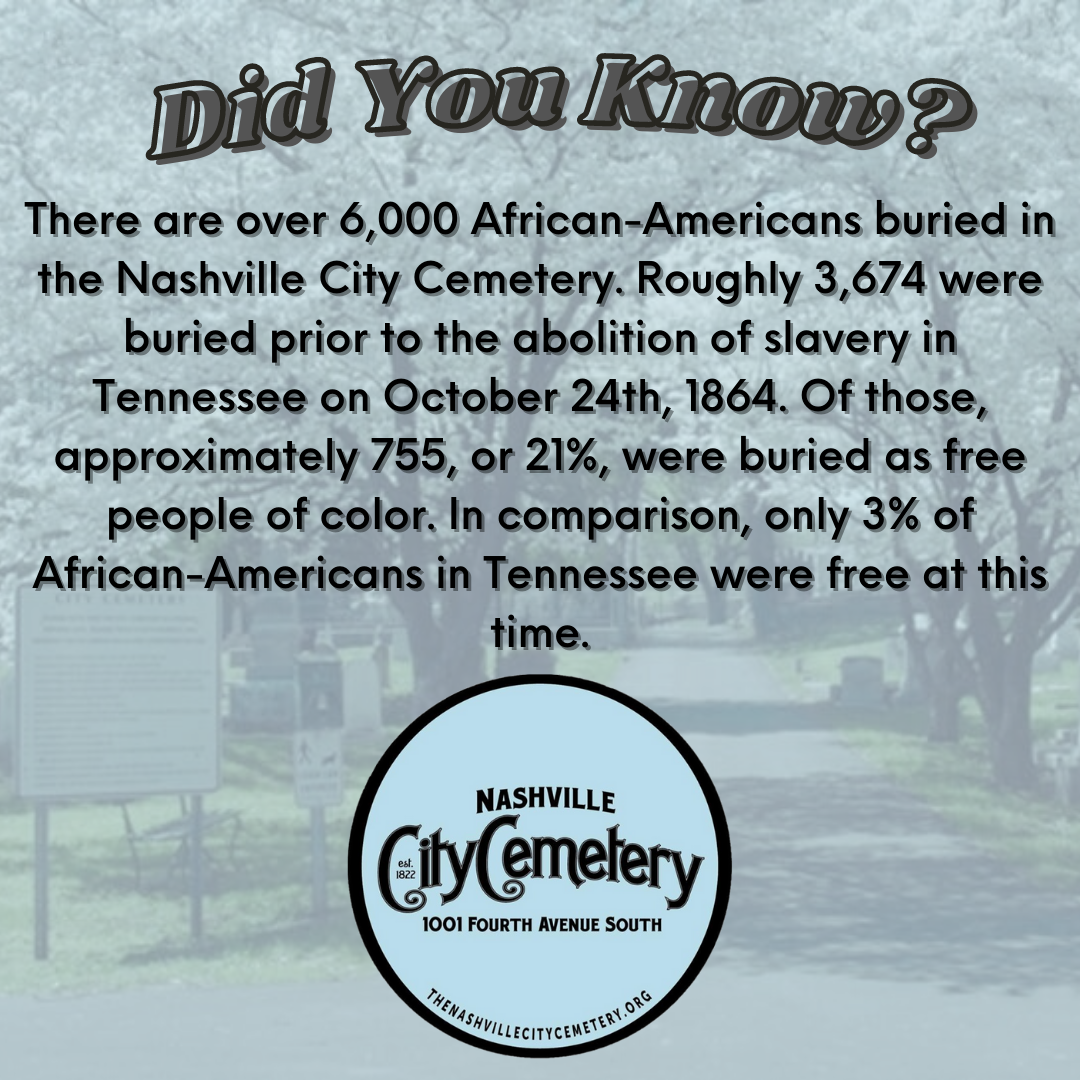 Did You Know?
There are over 6,000 African-Americans buried in
the Nashville City Cemetery. Roughly 3,674 were
buried prior to the abolition of slavery in
Tennessee on October 24th, 1864. Of those,
approximately 755, or 21%, were buried as free
people of color. In comparison, only 3% of
African-Americans in Tennessee were free at this
time.
CITY CEMETERY
NASHVILLE
City Cemetery
est.
1822
1001 FOURTH AVENUE SOUTH
THENASHVILLECITYCEMETERY.ORG